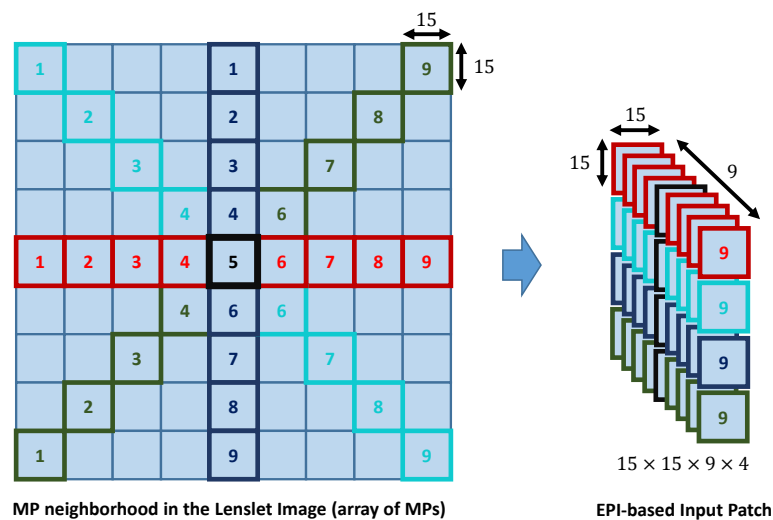 15
1 1 9
15
2 2 8
3 3 7
4 4 6
1 2 3 4 5 6 7 8 9
4 6 6
3 7 7
2 8 8
1 9 9
15
15
9
9
9
9
9
15 × 15 × 9 × 4
MP neighborhood in the Lenslet Image (array of MPs)
EPI-based Input Patch